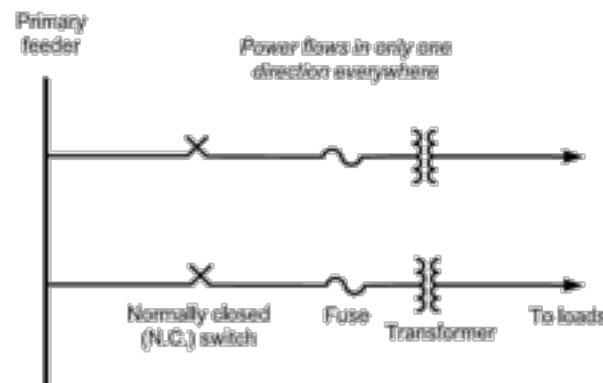 Primary
feeder
Power flows in only one
direction everywhere
Normally closed
(N.C.) switch
Fuse
Transformer
To loads